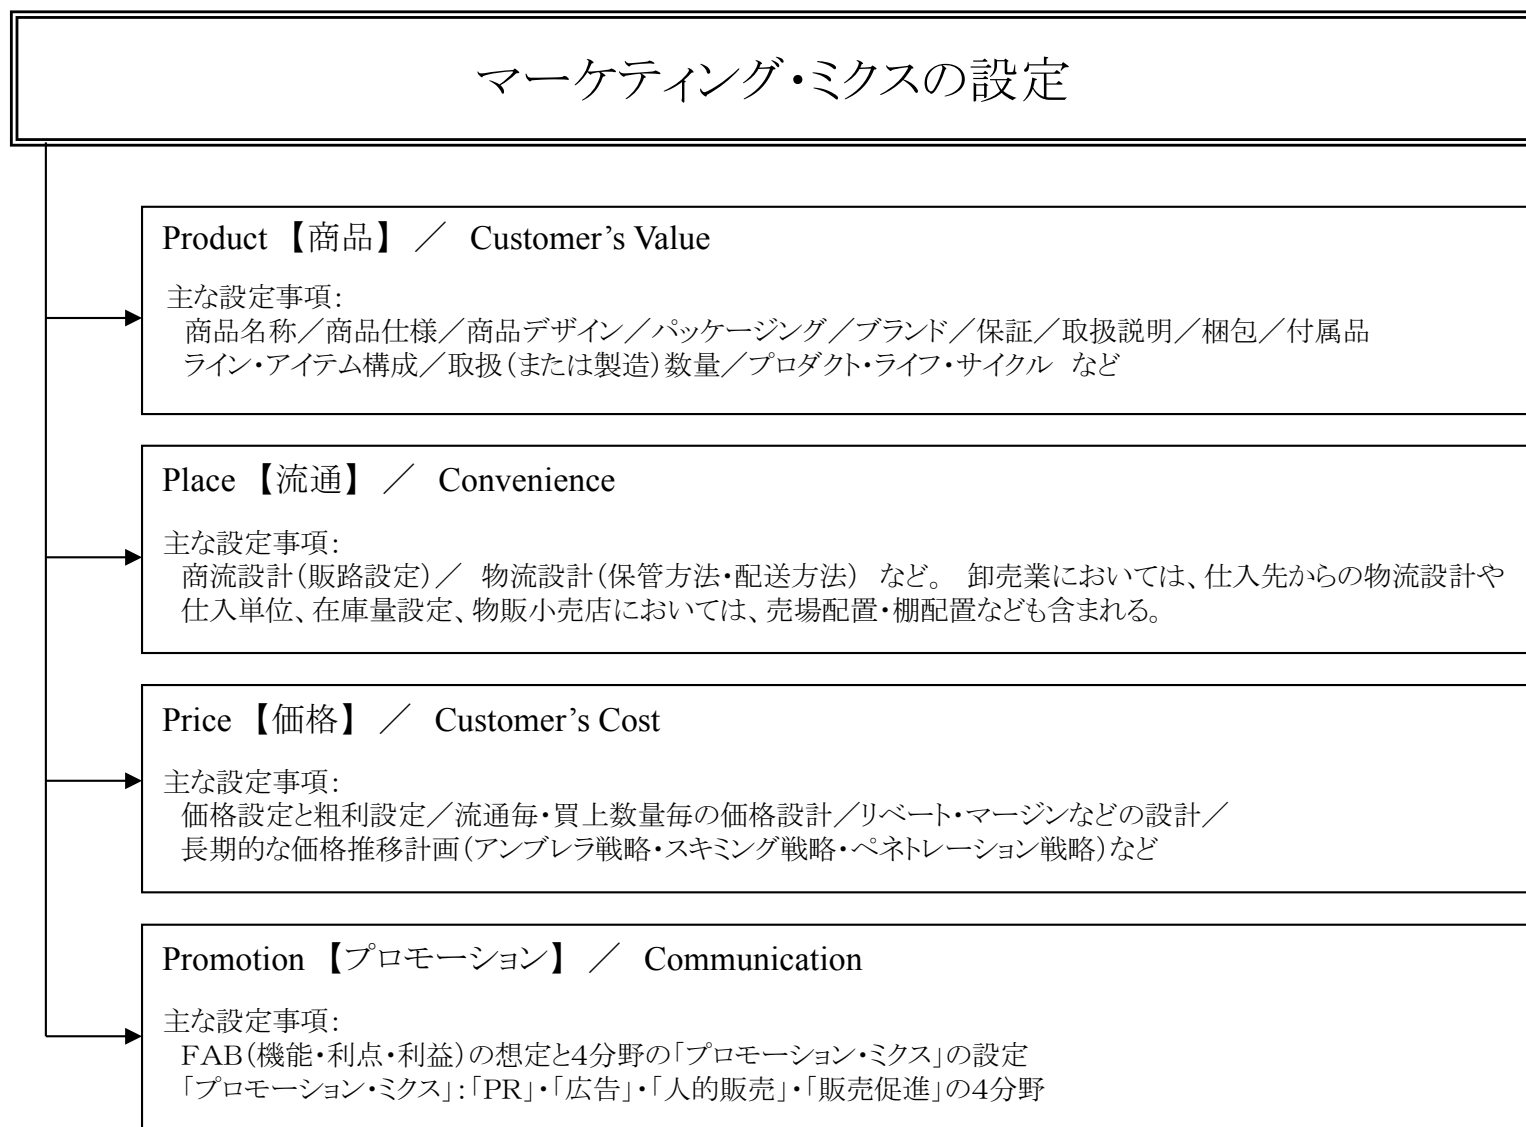 マーケティング・ミクスの設定
Product 【商品】 ／ Customer’s Value
主な設定事項：
商品名称／商品仕様／商品デザイン／パッケージング／ブランド／保証／取扱説明／梱包／付属品
ライン・アイテム構成／取扱（または製造）数量／プロダクト・ライフ・サイクル など
Place 【流通】 ／ Convenience
主な設定事項：
商流設計（販路設定）／ 物流設計（保管方法・配送方法） など。 卸売業においては、仕入先からの物流設計や
仕入単位、在庫量設定、物販小売店においては、売場配置・棚配置なども含まれる。
Price 【価格】 ／ Customer’s Cost
主な設定事項：
価格設定と粗利設定／流通毎・買上数量毎の価格設計／リベート・マージンなどの設計／
長期的な価格推移計画（アンブレラ戦略・スキミング戦略・ペネトレーション戦略）など
Promotion 【プロモーション】 ／ Communication
主な設定事項：
ＦＡＢ（機能・利点・利益）の想定と４分野の「プロモーション・ミクス」の設定
「プロモーション・ミクス」：「PR」・「広告」・「人的販売」・「販売促進」の４分野